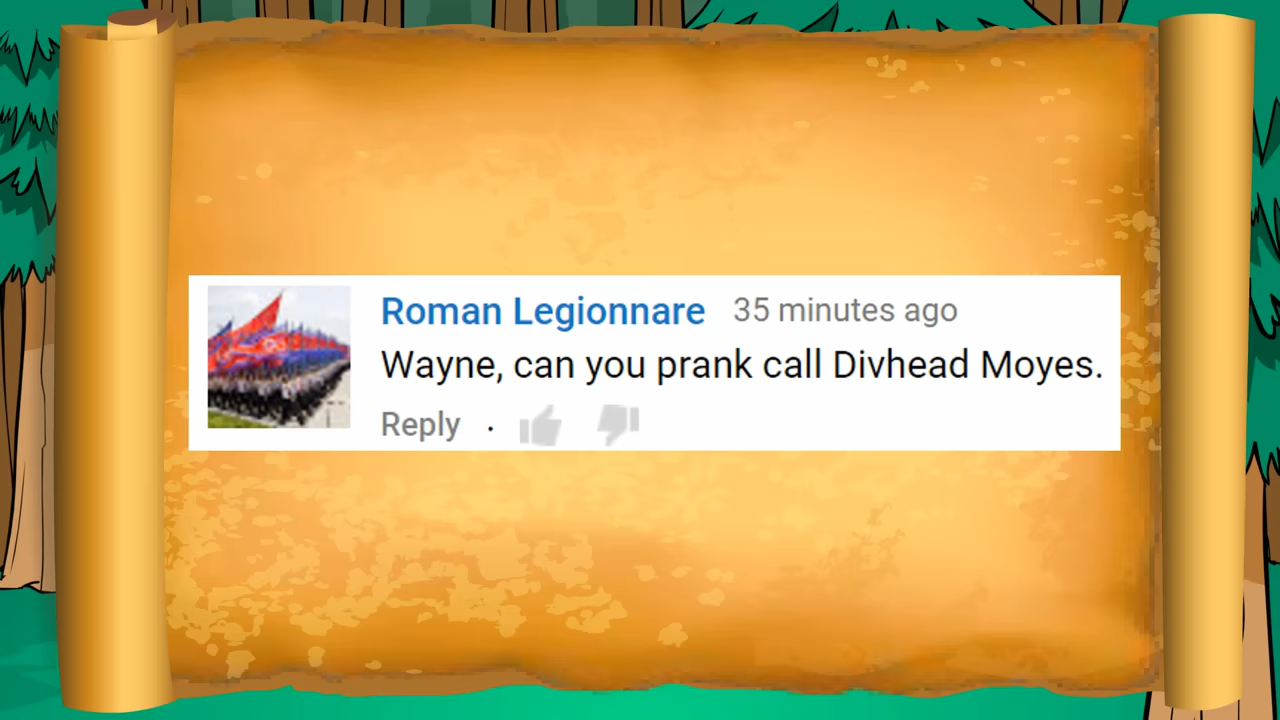 Roman Legionnare 35 minutes ago
Wayne, can you prank call Divhead Moyes.
Reply ·